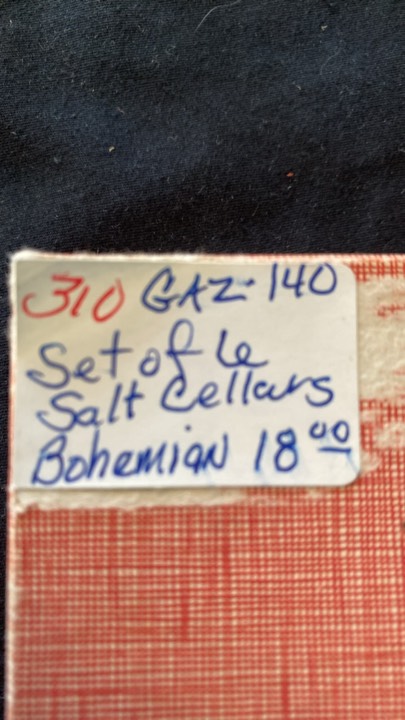 310 GAZ-140
Set of 6
Salt Cellars
Bohemian 18 00